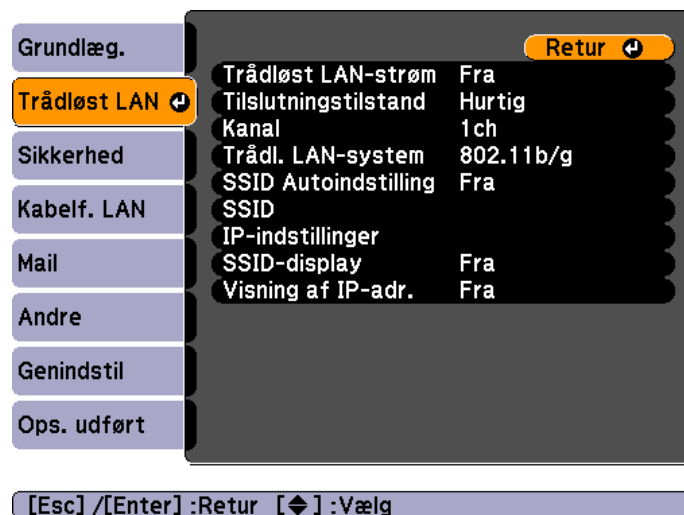 Grundlæg.
Trådløst LAN
Sikkerhed
Kabelf. LAN
Mail
Andre
Genindstil
Ops. udført
Retur
Trådløst LAN-strøm Fra
Tilslutningstilstand Hurtig
Kanal 1ch
Trådl. LAN-system 802.11b/g
SSID Autoindstilling Fra
SSID
IP-indstillinger
SSID-display Fra
Visning af IP-adr. Fra
[Esc] /[Enter] :Retur [◆] :Vælg